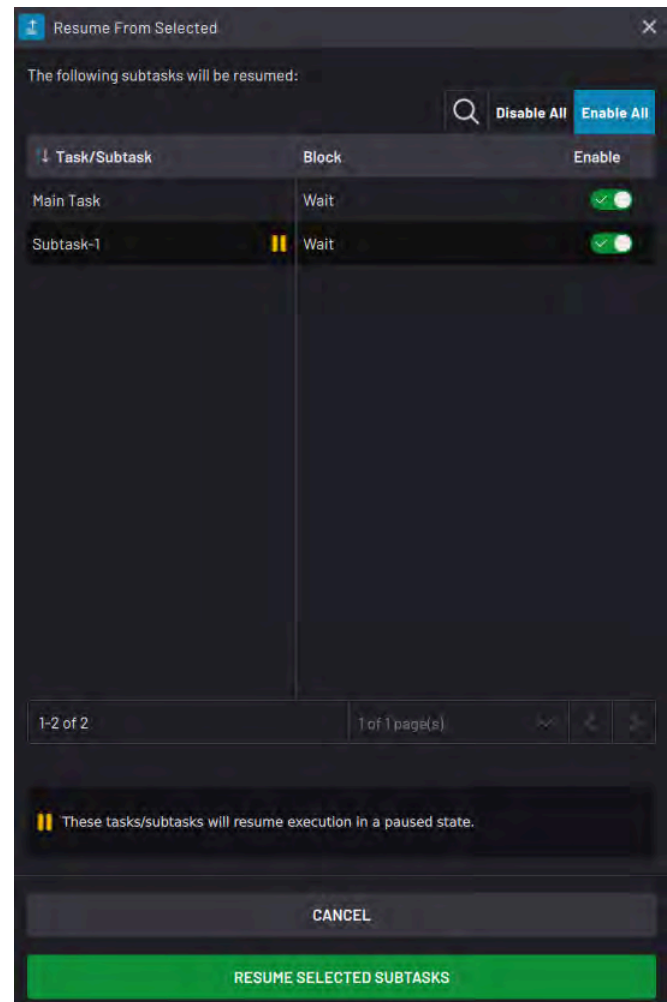 Resume From Selected
The following subtasks will be resumed:
Disable All Enable All
Task/Subtask Block Enable
Main Task Wait
Subtask-1 Wait
1-2 of 2 1 of 1 page(s)
These tasks/subtasks will resume execution in a paused state.
CANCEL
RESUME SELECTED SUBTASKS